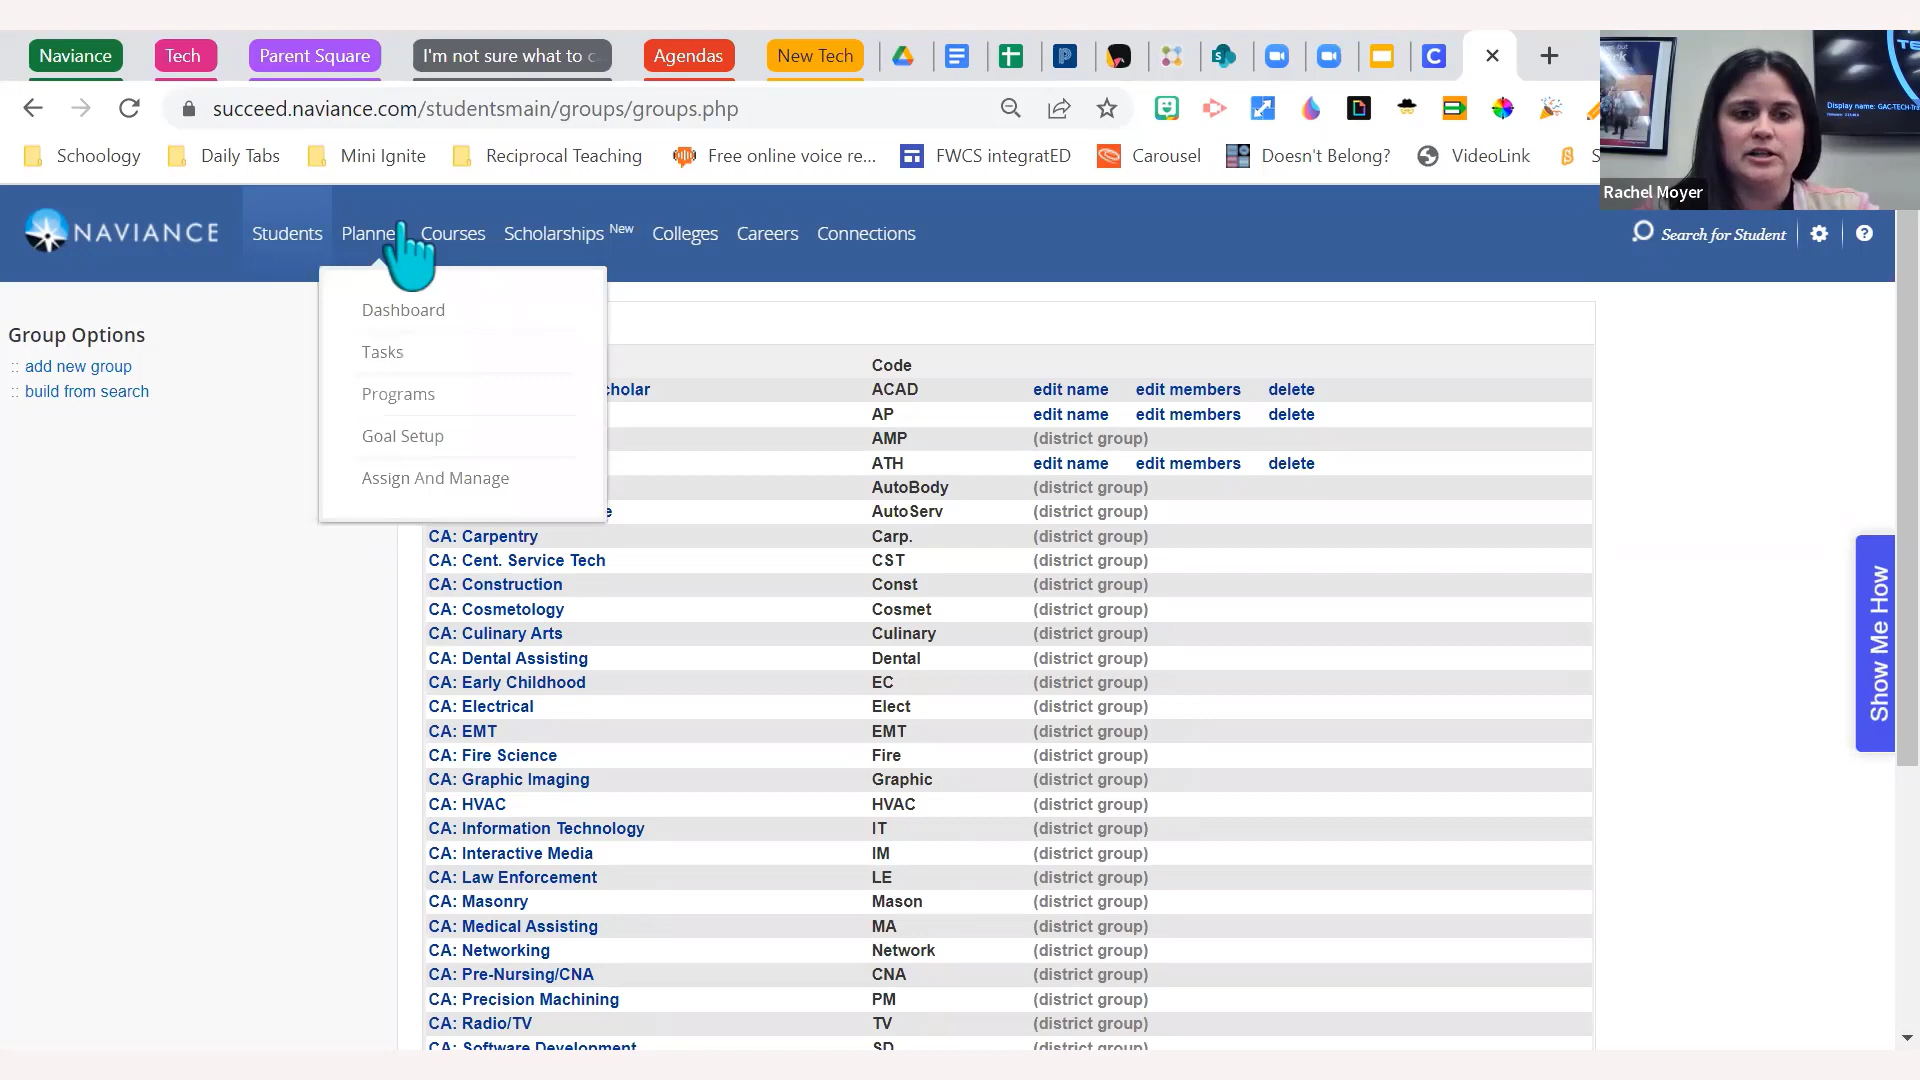 Naviance Tech Parent Square I'm not sure what to c Agendas New Tech
succeed.naviance.com/studentsmain/groups/groups.php
Schoology Daily Tabs Mini Ignite Reciprocal Teaching Free online voice re... FWCS integratED Carousel Doesn't Belong? VideoLink S
Display name: GAC-TECH-Tra
Rachel Moyer
NAVIANCE Students Planner Courses Scholarships New Colleges Careers Connections Search for Student
Dashboard
Tasks
Programs
Goal Setup
Assign And Manage
Group Options
:: add new group
:: build from search
Code
cholar ACAD edit name edit members delete
AP edit name edit members delete
AMP (district group)
ATH edit name edit members delete
AutoBody (district group)
e AutoServ (district group)
CA: Carpentry Carp. (district group)
CA: Cent. Service Tech CST (district group)
CA: Construction Const (district group)
CA: Cosmetology Cosmet (district group)
CA: Culinary Arts Culinary (district group)
CA: Dental Assisting Dental (district group)
CA: Early Childhood EC (district group)
CA: Electrical Elect (district group)
CA: EMT EMT (district group)
CA: Fire Science Fire (district group)
CA: Graphic Imaging Graphic (district group)
CA: HVAC HVAC (district group)
CA: Information Technology IT (district group)
CA: Interactive Media IM (district group)
CA: Law Enforcement LE (district group)
CA: Masonry Mason (district group)
CA: Medical Assisting MA (district group)
CA: Networking Network (district group)
CA: Pre-Nursing/CNA CNA (district group)
CA: Precision Machining PM (district group)
CA: Radio/TV TV (district group)
CA: Software Development SD (district group)
Show Me How